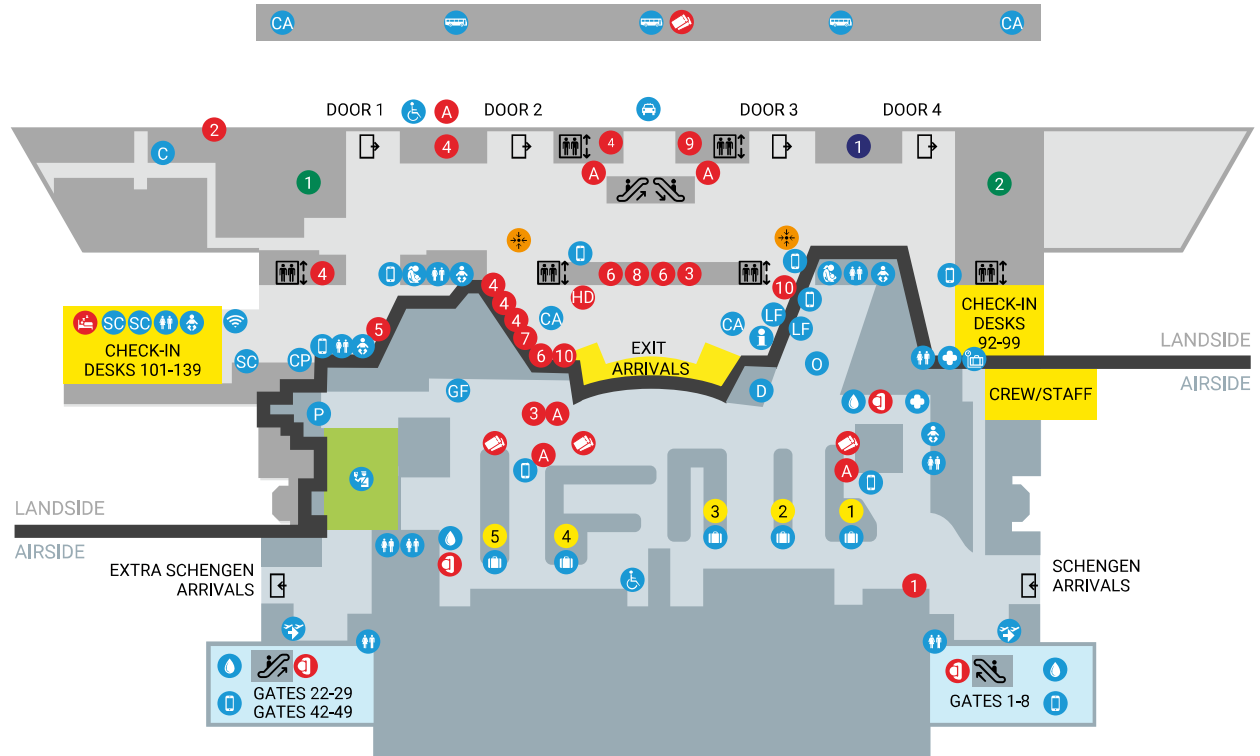 CA
CA
DOOR 1
A
DOOR 2
DOOR 3
DOOR 4
2
C
4
4
9
1
1
A
A
2
4
6 8 6 3
4
10
4
HD
4
CA
LF
7
CA
LF
5
6 10
SC SC
CHECK-IN
DESKS 101-139
SC
CP
EXIT
ARRIVALS
O
CHECK-IN
DESKS
92-99
LANDSIDE
AIRSIDE
GF
D
CREW/STAFF
P
3 A
A
A
LANDSIDE
AIRSIDE
5
4
3
2
1
EXTRA SCHENGEN
ARRIVALS
1
SCHENGEN
ARRIVALS
GATES 22-29
GATES 42-49
GATES 1-8